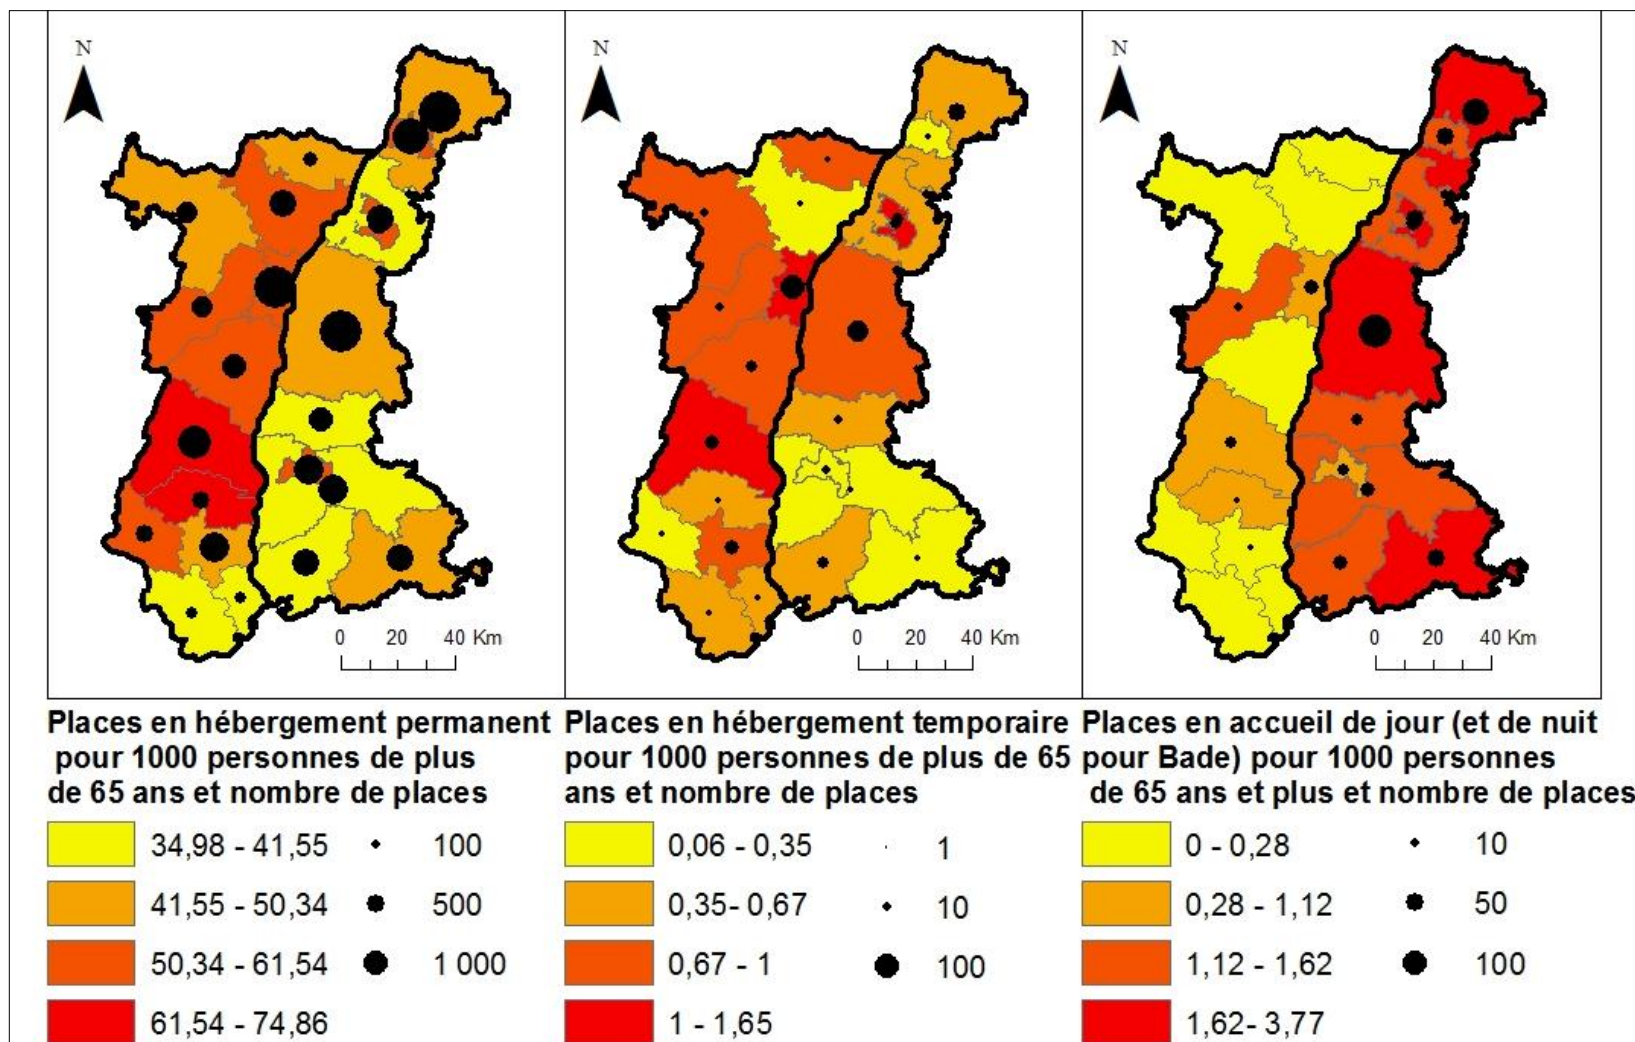 N
N
N
0 20 40 Km
0 20 40 Km
0 20 40 Km
Places en hébergement permanent
pour 1000 personnes de plus
de 65 ans et nombre de places
34,98 - 41,55
100
41,55 - 50,34
500
50,34 - 61,54
1 000
61,54 - 74,86
Places en hébergement temporaire
pour 1000 personnes de plus de 65
ans et nombre de places
0,06 - 0,35
1
0,35- 0,67
10
0,67 - 1
100
1 - 1,65
Places en accueil de jour (et de nuit
pour Bade) pour 1000 personnes
de 65 ans et plus et nombre de places
0 - 0,28
10
0,28 - 1,12
50
1,12 - 1,62
100
1,62- 3,77